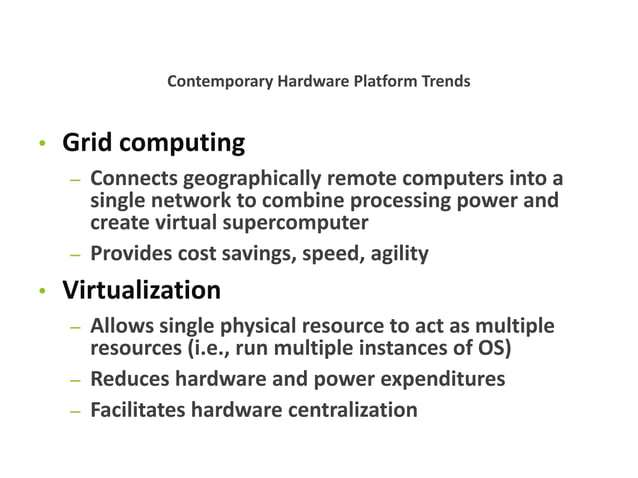 Contemporary Hardware Platform Trends
• Grid computing
– Connects geographically remote computers into a
single network to combine processing power and
create virtual supercomputer
– Provides cost savings, speed, agility
• Virtualization
– Allows single physical resource to act as multiple
resources (i.e., run multiple instances of OS)
– Reduces hardware and power expenditures
– Facilitates hardware centralization